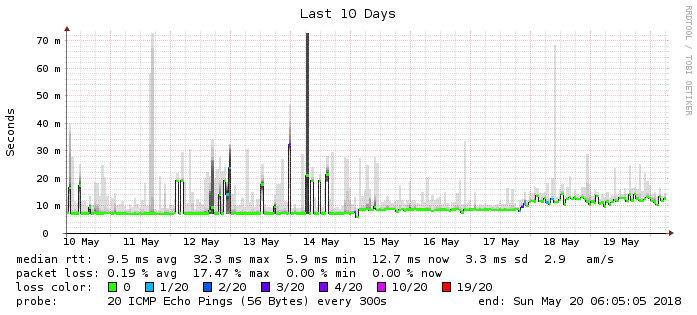 Last 10 Days
RRDTOOL / TOBI OETIKER
Seconds
70 m
60 m
50 m
40 m
30 m
20 m
10 m
0
10 May 11 May 12 May 13 May 14 May 15 May 16 May 17 May 18 May 19 May
median rtt: 9.5 ms avg 32.3 ms max 5.9 ms min 12.7 ms now 3.3 ms sd 2.9 am/s
packet loss: 0.19 % avg 17.47 % max 0.00 % min 0.00 % now
loss color: 0 1/20 2/20 3/20 4/20 10/20 19/20
probe: 20 ICMP Echo Pings (56 Bytes) every 300s end: Sun May 20 06:05:05 2018